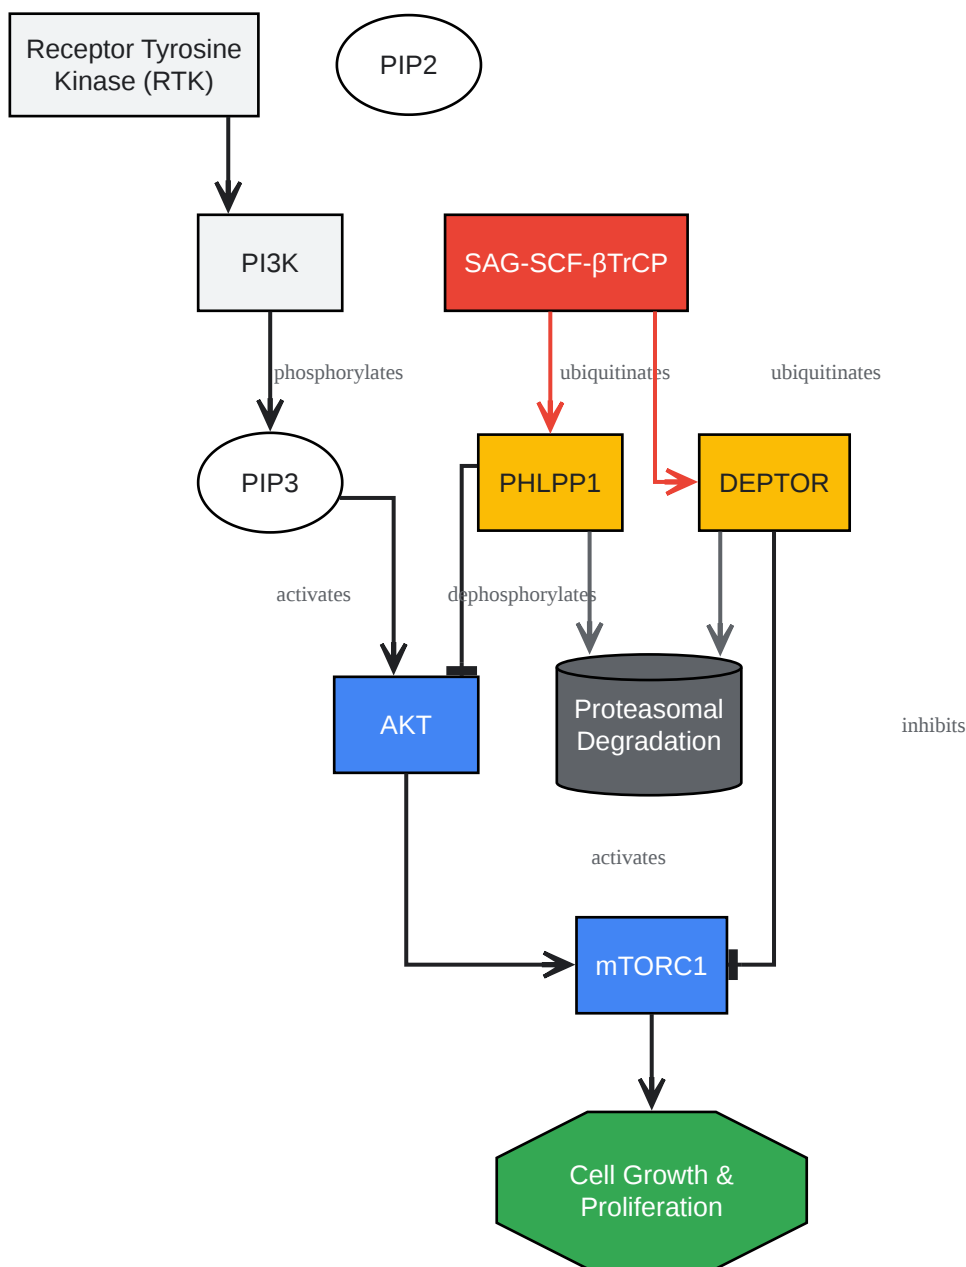 Receptor Tyrosine
Kinase (RTK)
PIP2
PI3K
SAG-SCF-βTrCP
phosphorylates
ubiquitinates
ubiquitinates
PIP3
PHLPP1
DEPTOR
activates
dephosphorylates
AKT
Proteasomal
Degradation
inhibits
activates
mTORC1
Cell Growth &
Proliferation